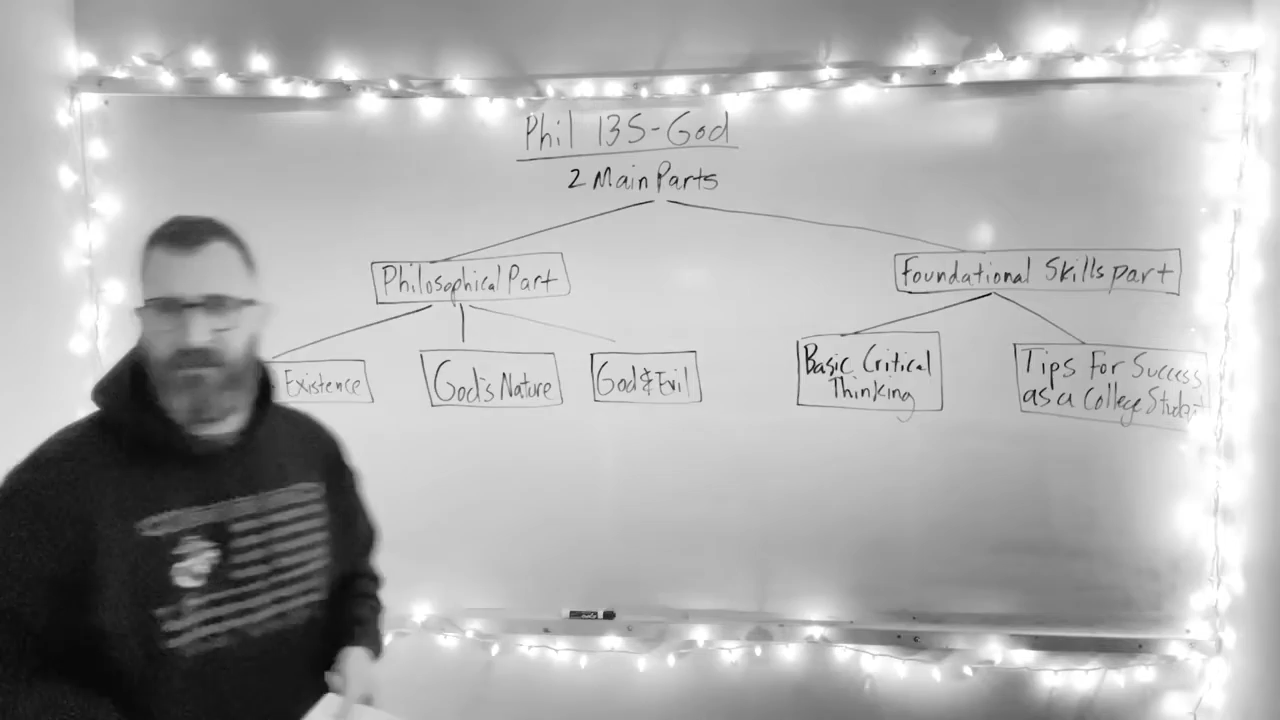 Phil 135-God
2 Main Parts
Philosophical Part
Foundational Skills part
Existence
God's Nature
God & Evil
Basic Critical
Thinking
Tips For Success
as a College